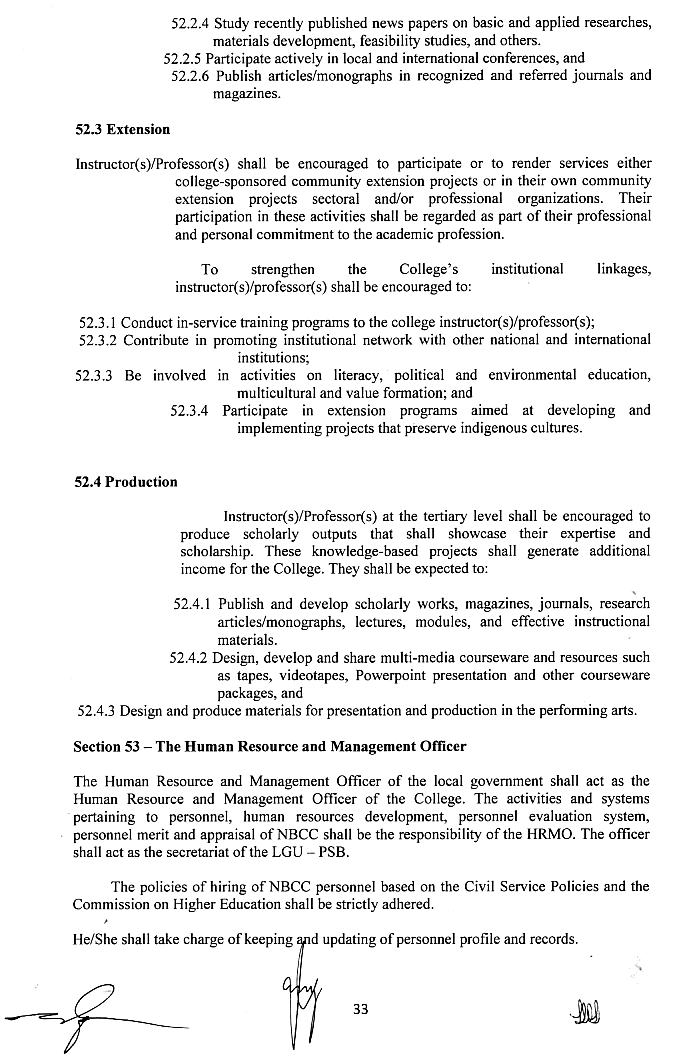 52.2.4 Study recently published news papers on basic and applied researches,
materials development, feasibility studies, and others.
52.2.5 Participate actively in local and international conferences, and
52.2.6 Publish articles/monographs in recognized and referred journals and
magazines.
52.3 Extension
Instructor(s)/Professor(s) shall be encouraged to participate or to render services either
college-sponsored community extension projects or in their own community
extension projects sectoral and/or professional organizations. Their
participation in these activities shall be regarded as part of their professional
and personal commitment to the academic profession.
To strengthen the College's institutional linkages,
instructor(s)/professor(s) shall be encouraged to:
52.3.1 Conduct in-service training programs to the college instructor(s)/professor(s);
52.3.2 Contribute in promoting institutional network with other national and international
institutions;
52.3.3 Be involved in activities on literacy, political and environmental education,
multicultural and value formation; and
52.3.4 Participate in extension programs aimed at developing and
implementing projects that preserve indigenous cultures.
52.4 Production
Instructor(s)/Professor(s) at the tertiary level shall be encouraged to
produce scholarly outputs that shall showcase their expertise and
scholarship. These knowledge-based projects shall generate additional
income for the College. They shall be expected to:
52.4.1 Publish and develop scholarly works, magazines, journals, research
articles/monographs, lectures, modules, and effective instructional
materials.
52.4.2 Design, develop and share multi-media courseware and resources such
as tapes, videotapes, Powerpoint presentation and other courseware
packages, and
52.4.3 Design and produce materials for presentation and production in the performing arts.
Section 53 – The Human Resource and Management Officer
The Human Resource and Management Officer of the local government shall act as the
Human Resource and Management Officer of the College. The activities and systems
pertaining to personnel, human resources development, personnel evaluation system,
personnel merit and appraisal of NBCC shall be the responsibility of the HRMO. The officer
shall act as the secretariat of the LGU – PSB.
The policies of hiring of NBCC personnel based on the Civil Service Policies and the
Commission on Higher Education shall be strictly adhered.
He/She shall take charge of keeping and updating of personnel profile and records.
33